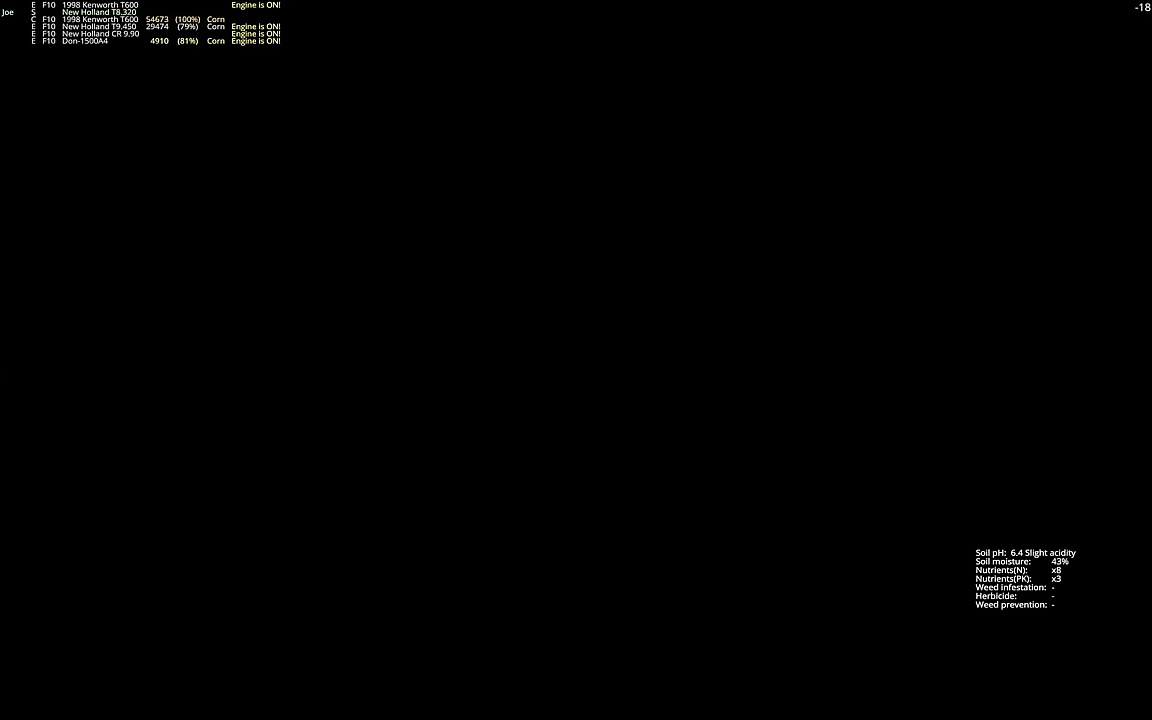 E F10 1998 Kenworth T600 Engine is ON!
Joe S New Holland T8.320
C F10 1998 Kenworth T600 54673 (100%) Corn
E F10 New Holland T9.450 29474 (79%) Corn Engine is ON!
E F10 New Holland CR 9.90 Engine is ON!
E F10 Don-1500A4 4910 (81%) Corn Engine is ON!
-18
Soil pH: 6.4 Slight acidity
Soil moisture: 43%
Nutrients(N): x8
Nutrients(PK): x3
Weed infestation: -
Herbicide: -
Weed prevention: -